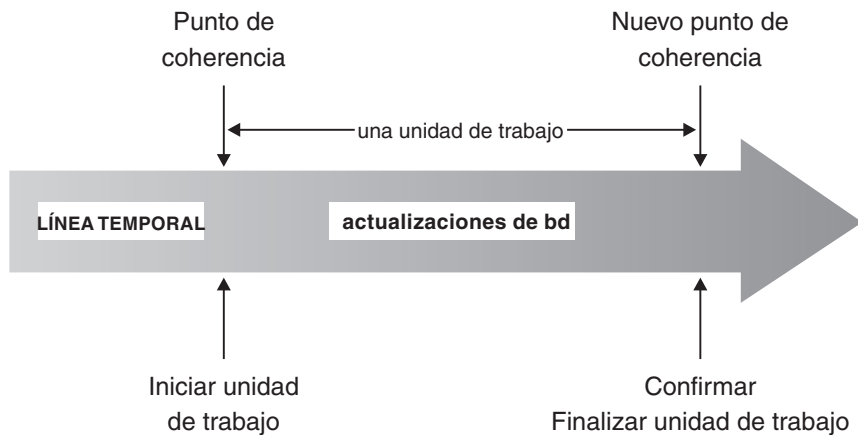 Punto de
coherencia
Nuevo punto de
coherencia
una unidad de trabajo
LÍNEA TEMPORAL
actualizaciones de bd
Iniciar unidad
de trabajo
Confirmar
Finalizar unidad de trabajo